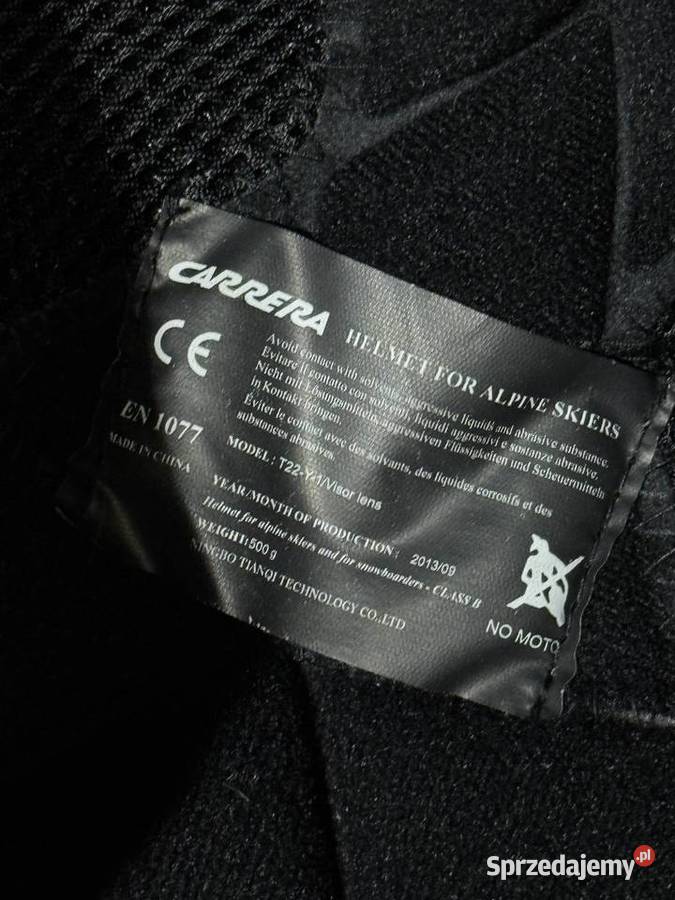 CARRERA
HELMET FOR ALPINE SKIERS
CE
Avoid contact with solvent, aggressive liquids and abrasive substance.
Evitare il contatto con solventi, liquidi aggressivi e sostanze abrasive.
Nicht mit Lösungsmitteln aggressiven Flüssigkeiten und Scheuermitteln
in Kontakt bringen.
Éviter le contact avec des solvants, des liquides corrosifs et des
substances abrasives.
EN 1077
MADE IN CHINA
MODEL : T22-Y-1/Visor lens
YEAR/MONTH OF PRODUCTION : 2013/09
Helmet for alpine skiers and for snowboarders - CLASS B
WEIGHT:500 g
NINGBO TIANQI TECHNOLOGY CO.,LTD
NO MOTO
Sprzedajemy.pl